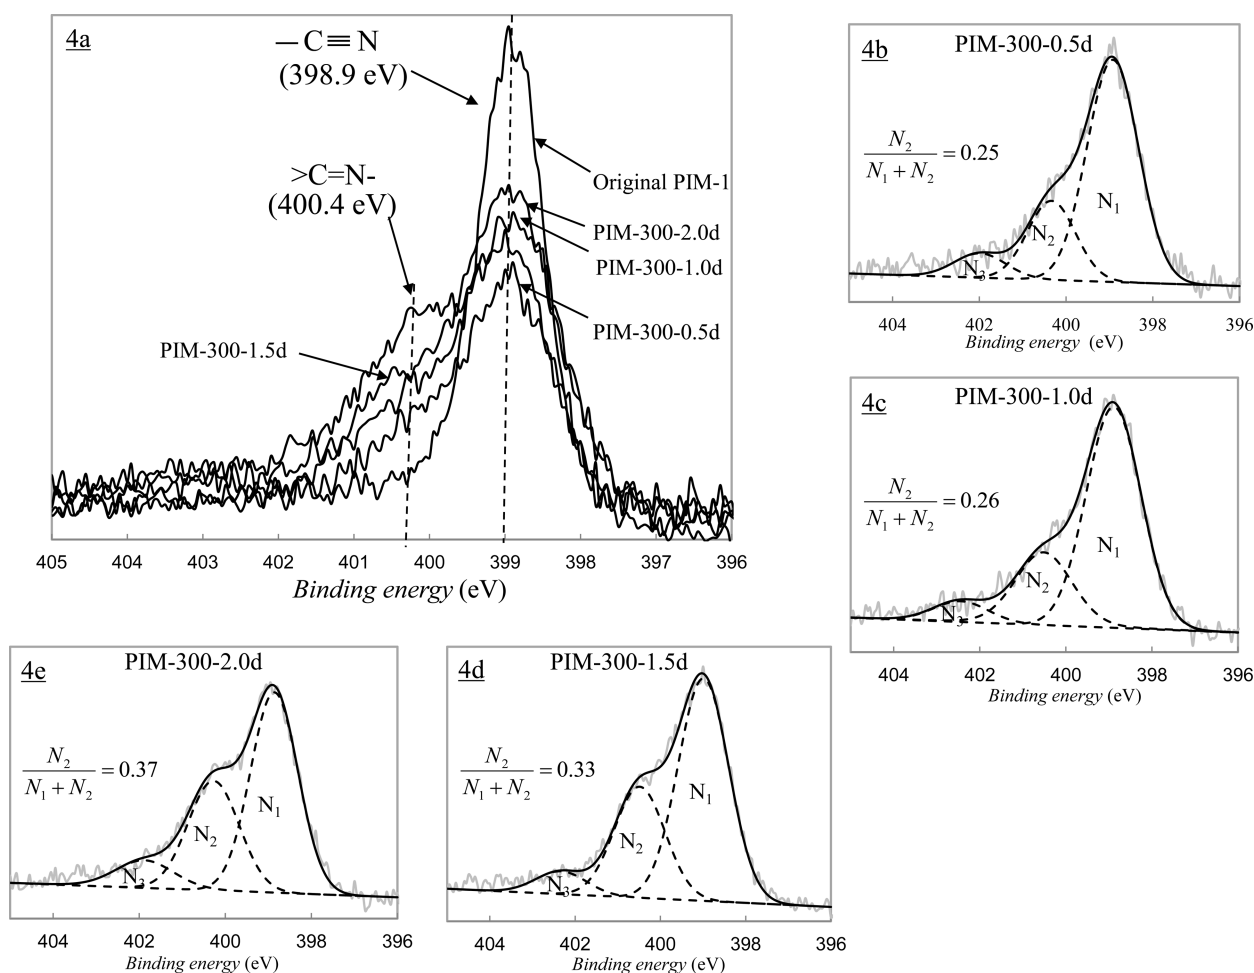 4a
—C≡N
(398.9 eV)
>C=N-
(400.4 eV)
Original PIM-1
PIM-300-2.0d
PIM-300-1.0d
PIM-300-0.5d
PIM-300-1.5d
405 404 403 402 401 400 399 398 397 396
Binding energy (eV)
4b
PIM-300-0.5d
N2/(N1+N2)=0.25
N1
N2
N3
404 402 400 398 396
Binding energy (eV)
4c
PIM-300-1.0d
N2/(N1+N2)=0.26
N1
N2
N3
404 402 400 398 396
Binding energy (eV)
4e
PIM-300-2.0d
N2/(N1+N2)=0.37
N1
N2
N3
404 402 400 398 396
Binding energy (eV)
4d
PIM-300-1.5d
N2/(N1+N2)=0.33
N1
N2
N3
404 402 400 398 396
Binding energy (eV)